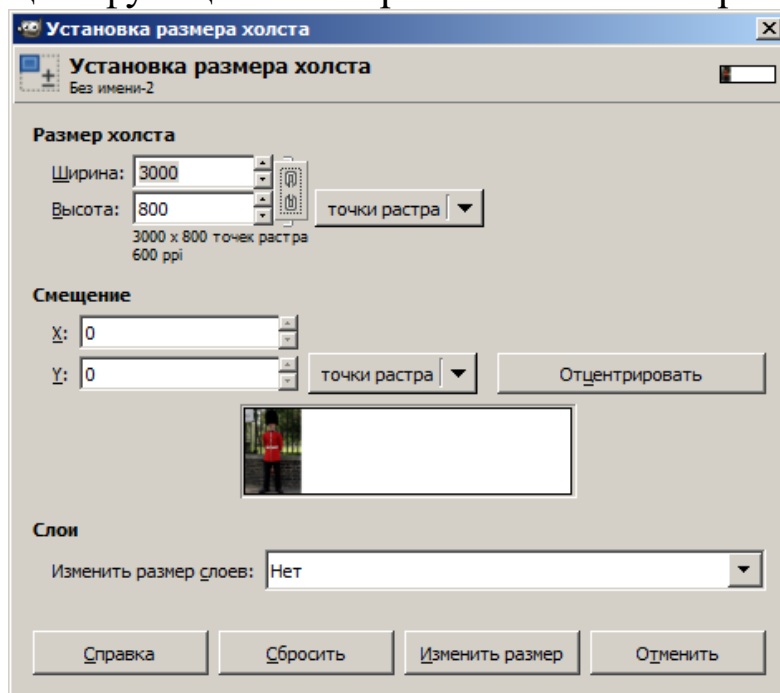 Установка размера холста
Установка размера холста
Без имени-2
Размер холста
Ширина: 3000
Высота: 800 точки растра
3000 x 800 точек растра
600 ppi
Смещение
X: 0
Y: 0 точки растра Отцентрировать
Слои
Изменить размер слоев: Нет
Справка Сбросить Изменить размер Отменить